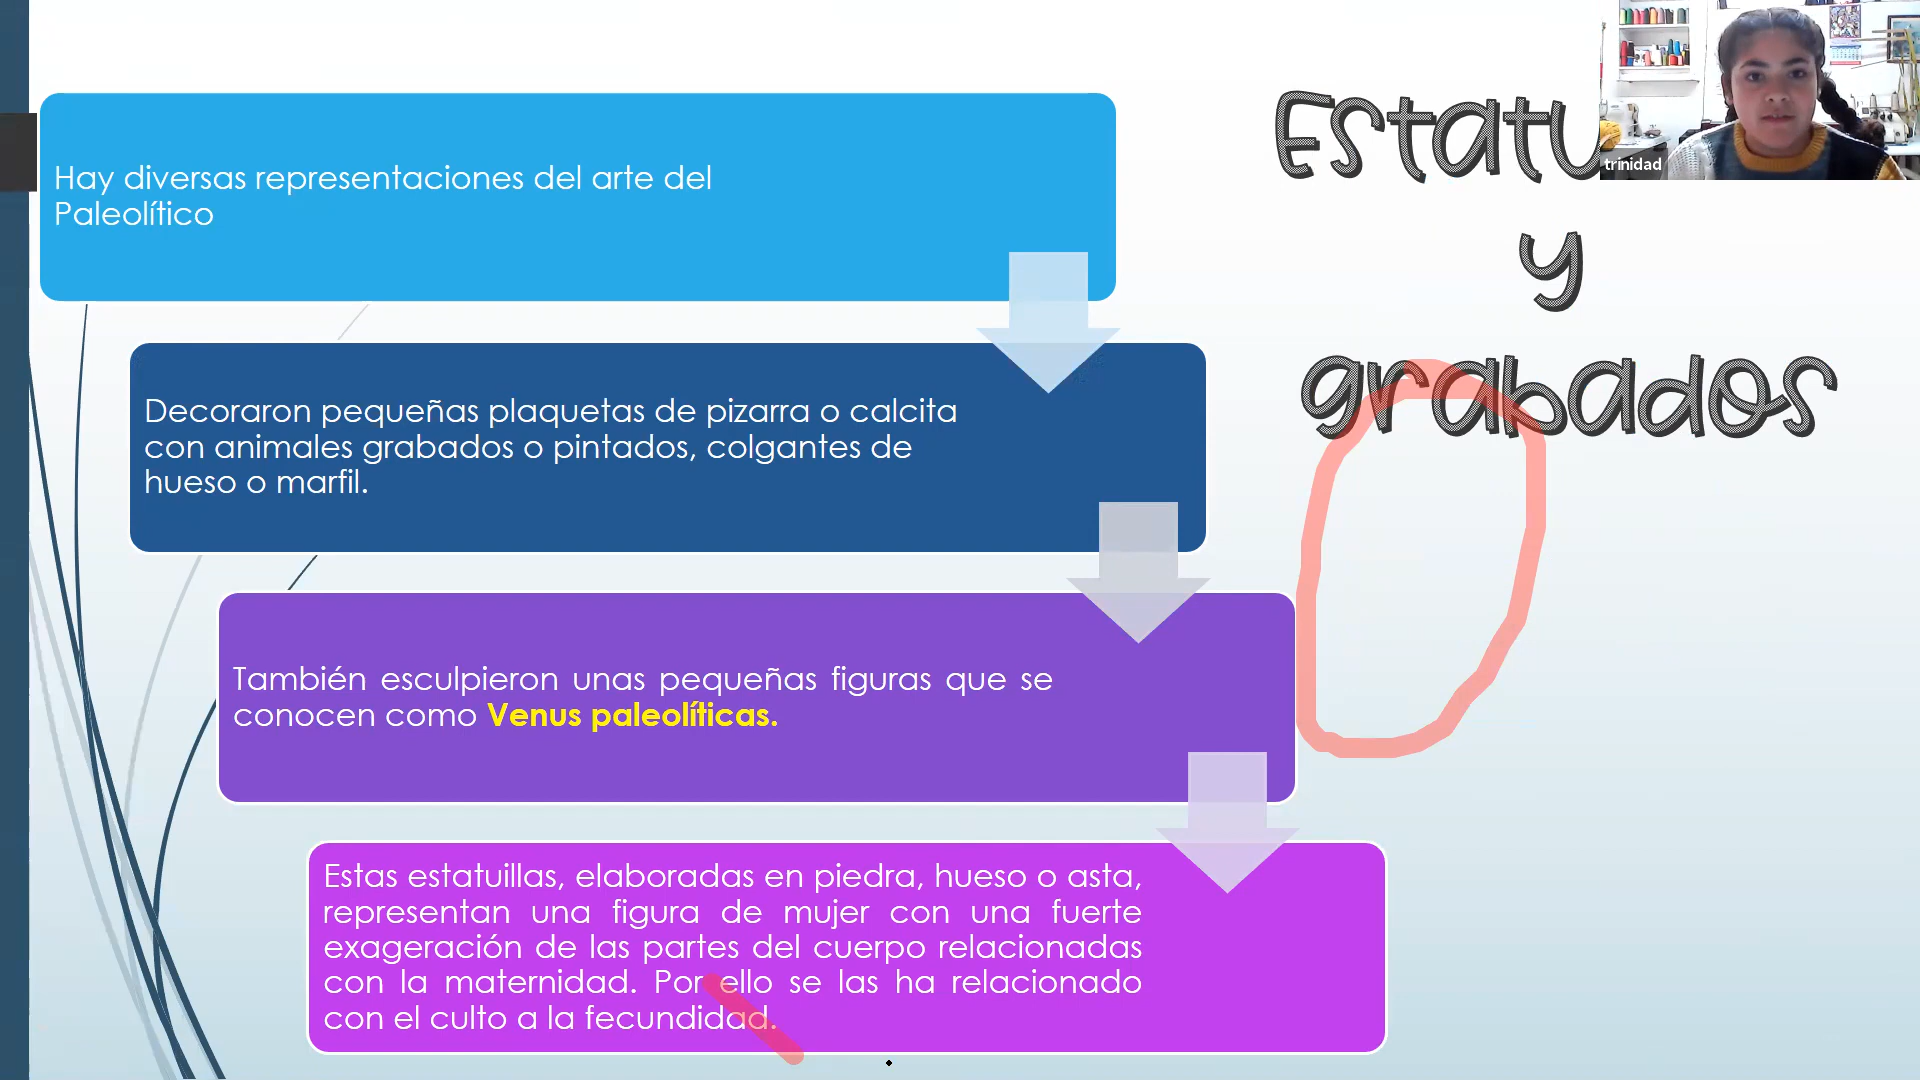 Hay diversas representaciones del arte del
Paleolítico
Decoraron pequeñas plaquetas de pizarra o calcita
con animales grabados o pintados, colgantes de
hueso o marfil.
También esculpieron unas pequeñas figuras que se
conocen como Venus paleolíticas.
Estas estatuillas, elaboradas en piedra, hueso o asta,
representan una figura de mujer con una fuerte
exageración de las partes del cuerpo relacionadas
con la maternidad. Por ello se las ha relacionado
con el culto a la fecundidad.
Estatu
y
grabados
trinidad